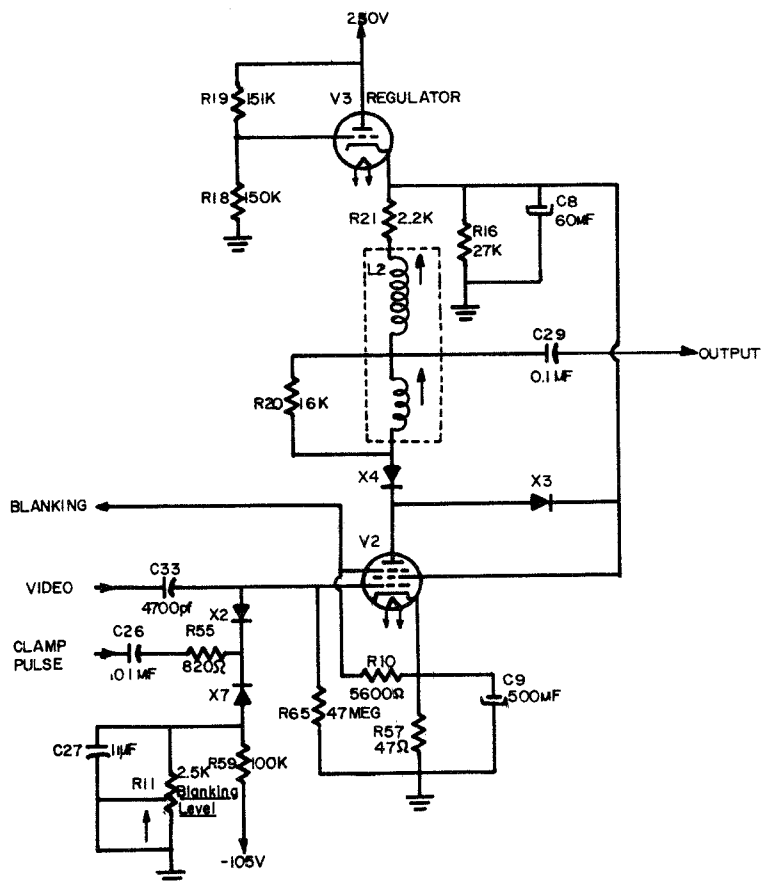 250V
R19 151K
V3 REGULATOR
R18 150K
R21 2.2K
R16
27K
C8
60MF
L2
C29
0.1MF
OUTPUT
R20 16K
X4
X3
BLANKING
V2
VIDEO
C33
4700pf
X2
CLAMP
PULSE
C26
.01MF
R55
820Ω
X7
R10
5600Ω
C9
500MF
R65 47MEG
R57
47Ω
C27 1MF
R11
2.5K
Blanking
Level
R59 100K
-105V